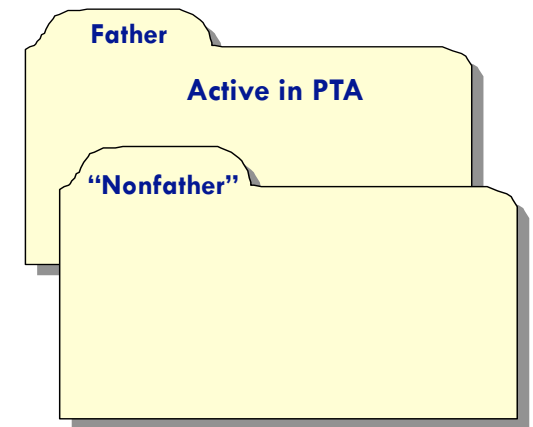 Father
Active in PTA
“Nonfather”